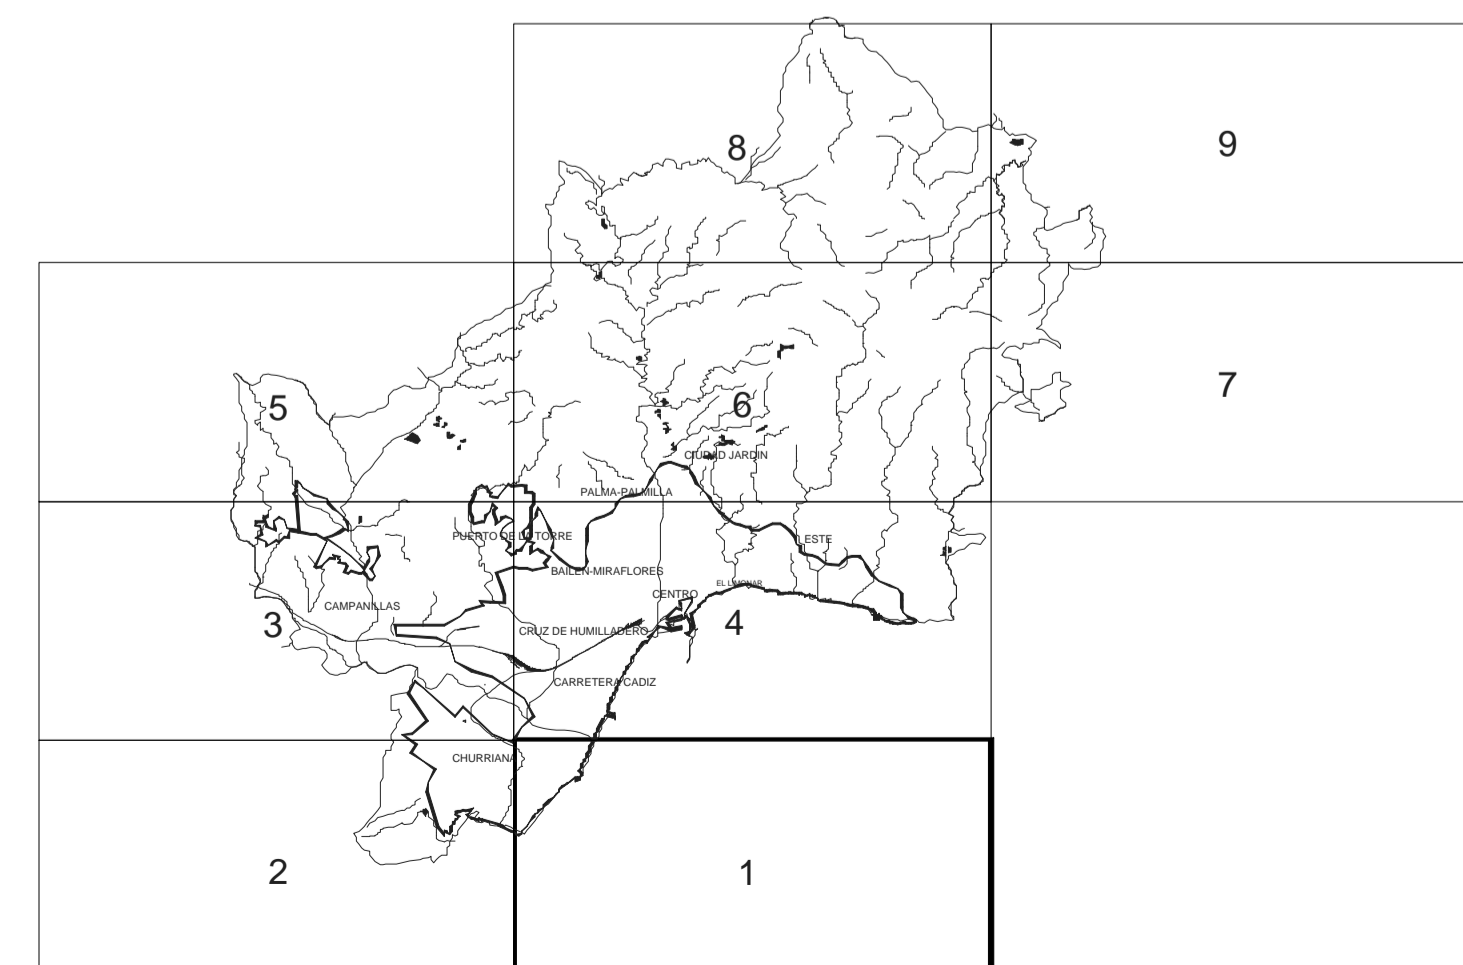 8
9
5
6
7
CIUDAD JARDIN
PALMA-PALMILLA
PUERTO DE LA TORRE
ESTE
BAILEN-MIRAFLORES
EL LIMONAR
CENTRO
CAMPANILLAS
3
4
CRUZ DE HUMILLADERO
CARRETERA CADIZ
CHURRIANA
2
1